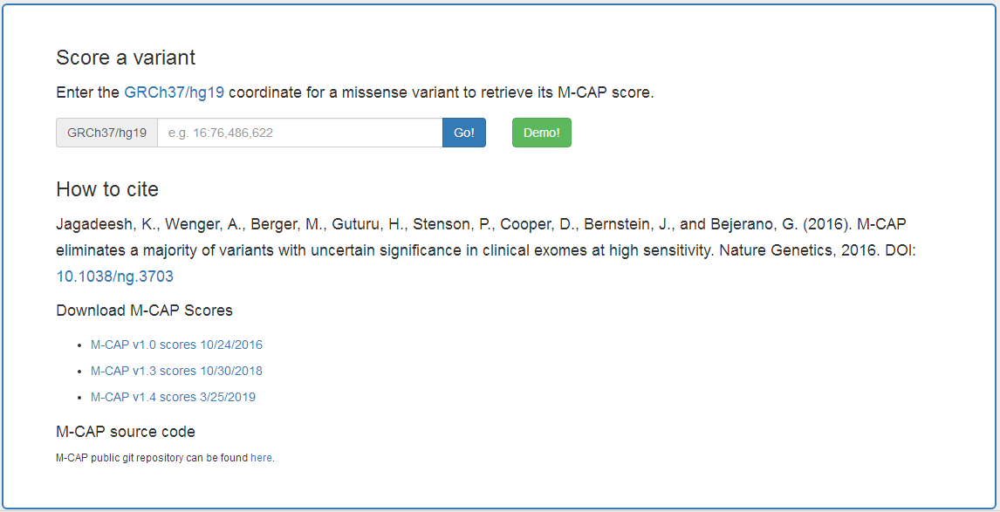 Score a variant
Enter the GRCh37/hg19 coordinate for a missense variant to retrieve its M-CAP score.
GRCh37/hg19 e.g. 16:76,486,622 Go! Demo!
How to cite
Jagadeesh, K., Wenger, A., Berger, M., Guturu, H., Stenson, P., Cooper, D., Bernstein, J., and Bejerano, G. (2016). M-CAP
eliminates a majority of variants with uncertain significance in clinical exomes at high sensitivity. Nature Genetics, 2016. DOI:
10.1038/ng.3703
Download M-CAP Scores
• M-CAP v1.0 scores 10/24/2016
• M-CAP v1.3 scores 10/30/2018
• M-CAP v1.4 scores 3/25/2019
M-CAP source code
M-CAP public git repository can be found here.